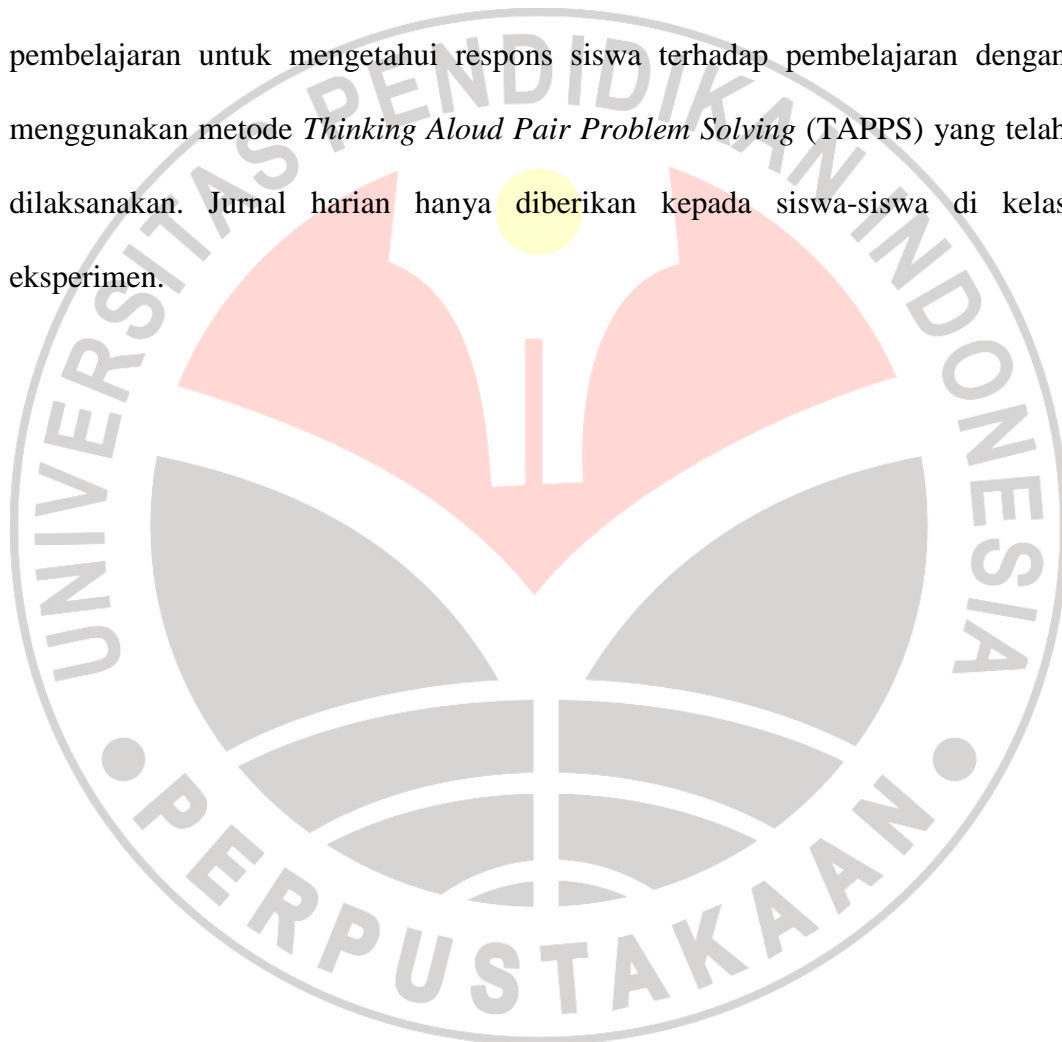 pembelajaran untuk mengetahui respons siswa terhadap pembelajaran dengan
menggunakan metode Thinking Aloud Pair Problem Solving (TAPPS) yang telah
dilaksanakan. Jurnal harian hanya diberikan kepada siswa-siswa di kelas
eksperimen.
UNIVERSITAS PENDIDIKAN INDONESIA
PERPUSTAKAAN